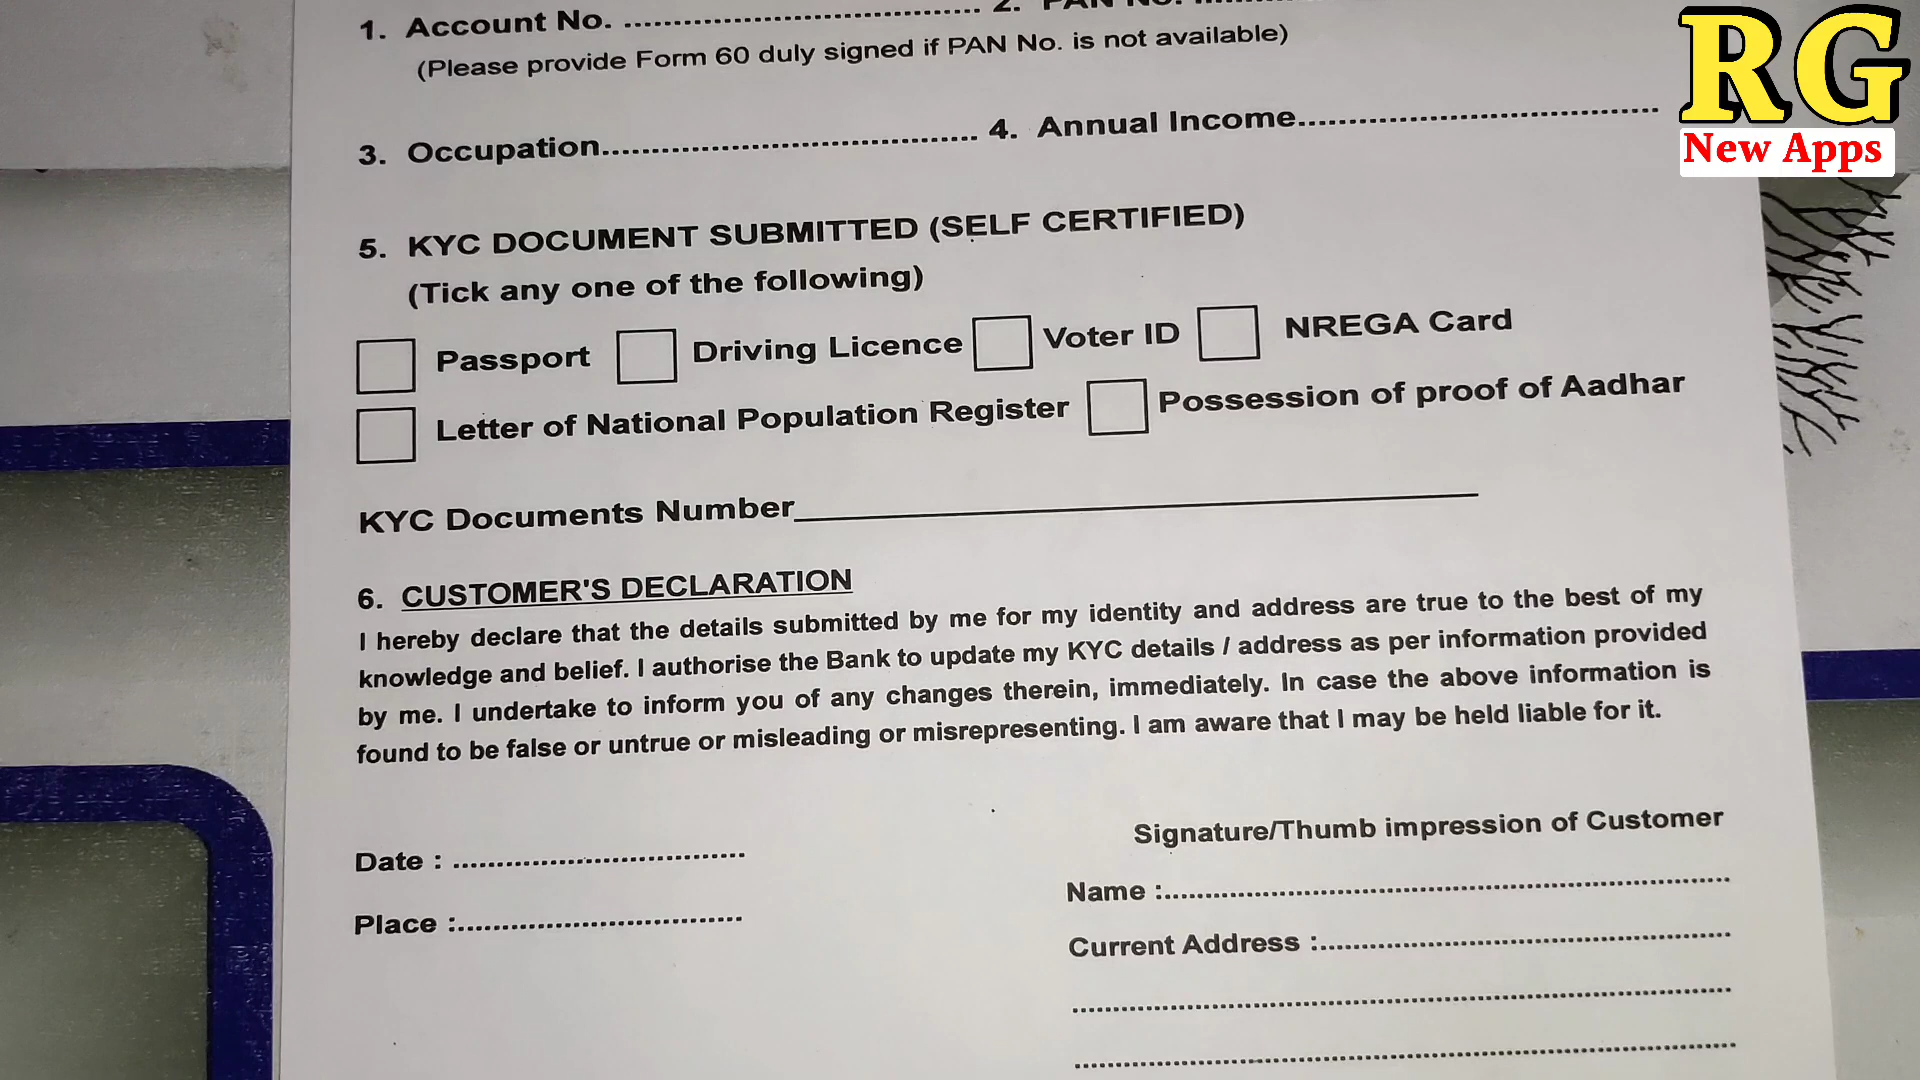 1. Account No. ........................................ 2. PAN No. ........
(Please provide Form 60 duly signed if PAN No. is not available)
3. Occupation........................................ 4. Annual Income........................................
5. KYC DOCUMENT SUBMITTED (SELF CERTIFIED)
(Tick any one of the following)
Passport Driving Licence Voter ID NREGA Card
Letter of National Population Register Possession of proof of Aadhar
KYC Documents Number____________________
6. CUSTOMER'S DECLARATION
I hereby declare that the details submitted by me for my identity and address are true to the best of my
knowledge and belief. I authorise the Bank to update my KYC details / address as per information provided
by me. I undertake to inform you of any changes therein, immediately. In case the above information is
found to be false or untrue or misleading or misrepresenting. I am aware that I may be held liable for it.
Signature/Thumb impression of Customer
Date : ..................................
Place :..................................
Name :..................................................................
Current Address :................................................
RG
New Apps